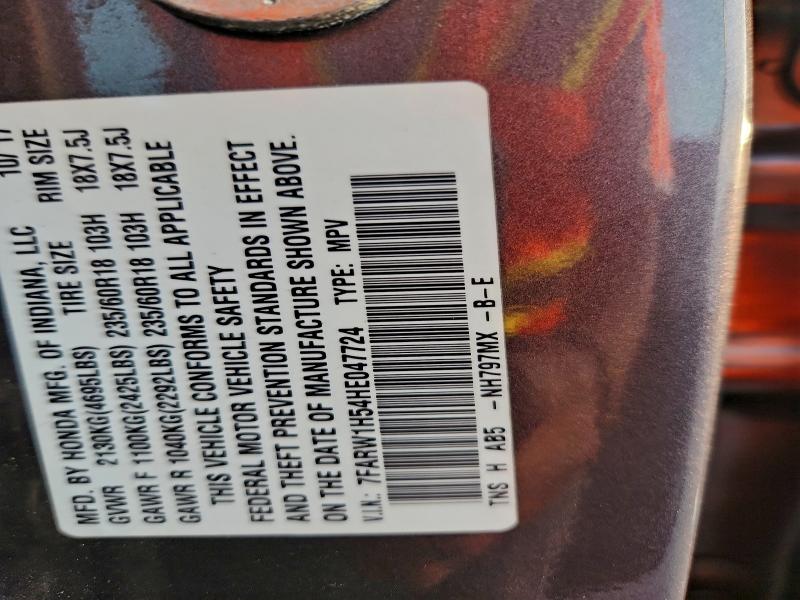 MFD. BY HONDA MFG. OF INDIANA, LLC 10/17
GVWR 2130KG(4695LBS) TIRE SIZE RIM SIZE
GAWR F 1100KG(2425LBS) 235/60R18 103H 18X7.5J
GAWR R 1040KG(2292LBS) 235/60R18 103H 18X7.5J
THIS VEHICLE CONFORMS TO ALL APPLICABLE
FEDERAL MOTOR VEHICLE SAFETY
AND THEFT PREVENTION STANDARDS IN EFFECT
ON THE DATE OF MANUFACTURE SHOWN ABOVE.
V.I.N.: 7FARW1H54HE047724 TYPE: MPV
TNS H AB5 -NH797MX -B-E